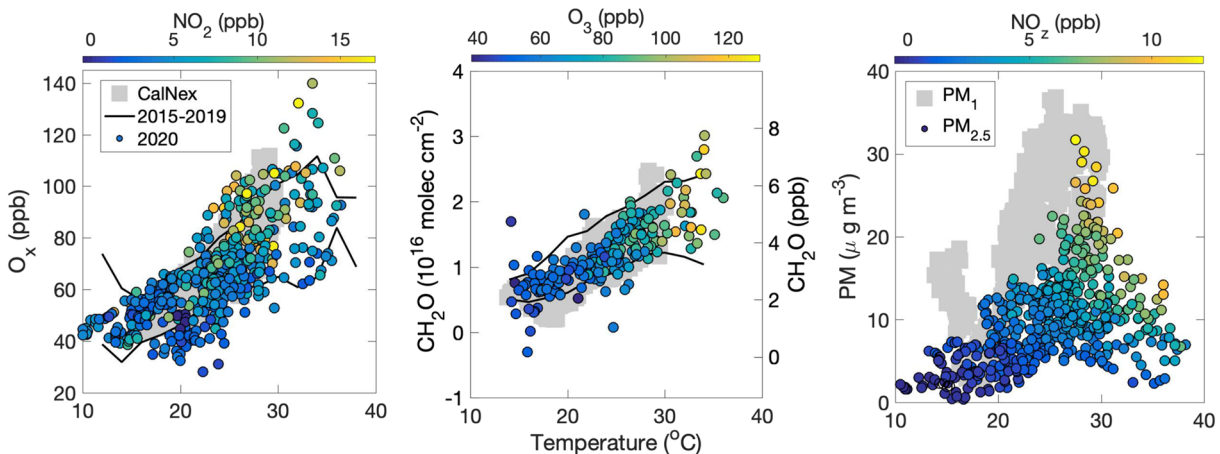 NO2 (ppb)
0 5 10 15
140
120
100
80
60
40
20
Ox (ppb)
CalNex
2015-2019
2020
10 20 30 40
O3 (ppb)
40 60 80 100 120
4
3
2
1
0
-1
CH2O (10^16 molec cm^-2)
8
6
4
2
0
CH2O (ppb)
10 20 30 40
Temperature (°C)
NOz (ppb)
0 5 10
40
30
20
10
0
PM (μ g m^-3)
PM1
PM2.5
10 20 30 40